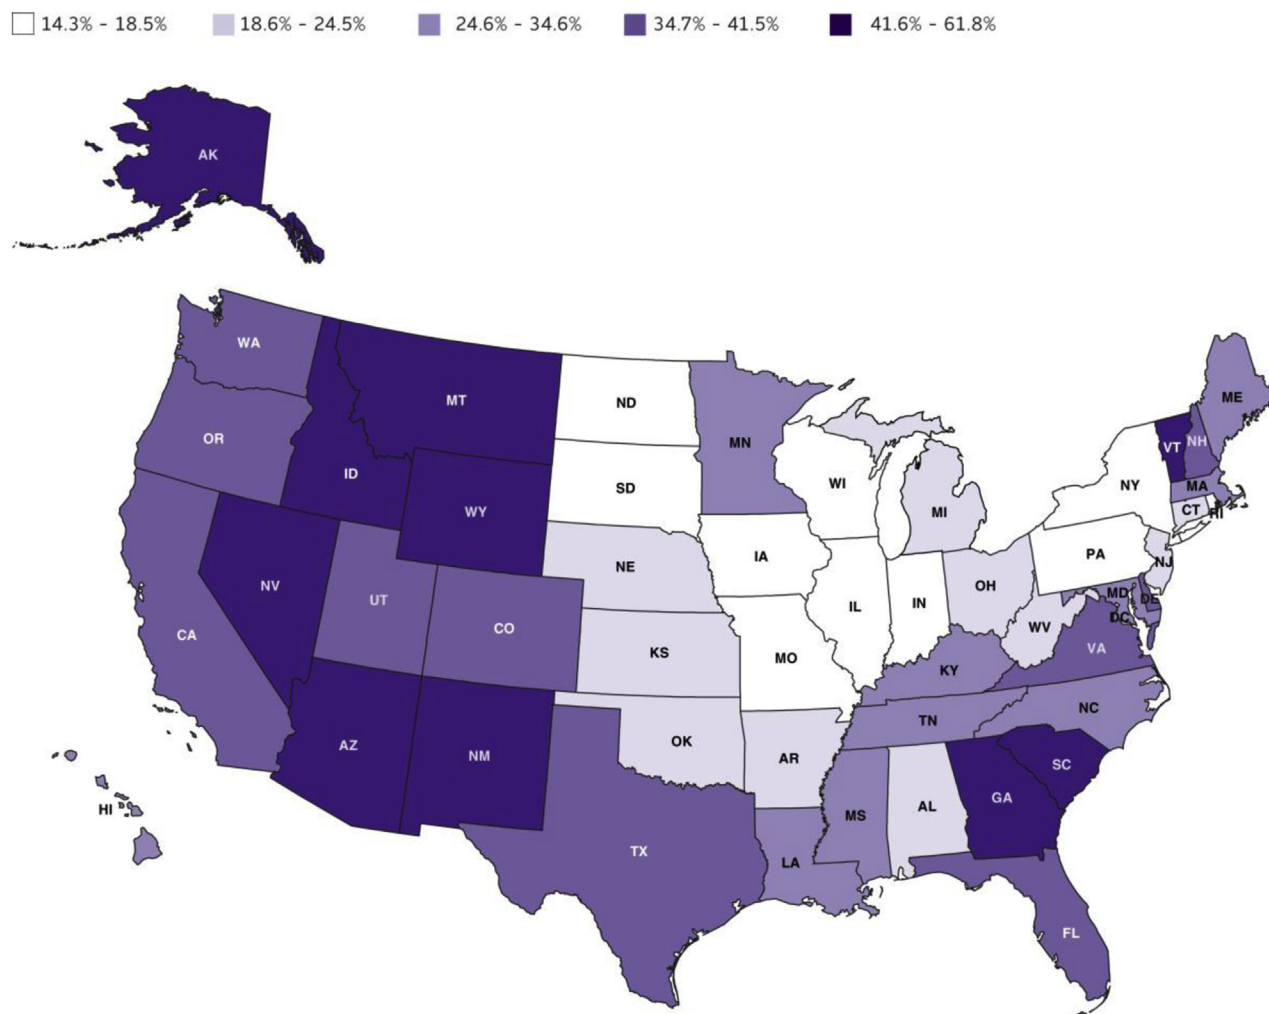 14.3% - 18.5% 18.6% - 24.5% 24.6% - 34.6% 34.7% - 41.5% 41.6% - 61.8%
AK
WA
ME
MT
ND
OR
MN
NH
VT
ID
SD
WI
NY
MA
WY
MI
CT RI
IA
PA
NE
NV
OH
NJ
UT
IL
IN
MD DE
CO
DC
CA
WV
KS
MO
VA
KY
NC
TN
AZ
OK
NM
AR
SC
GA
HI
AL
MS
TX
LA
FL